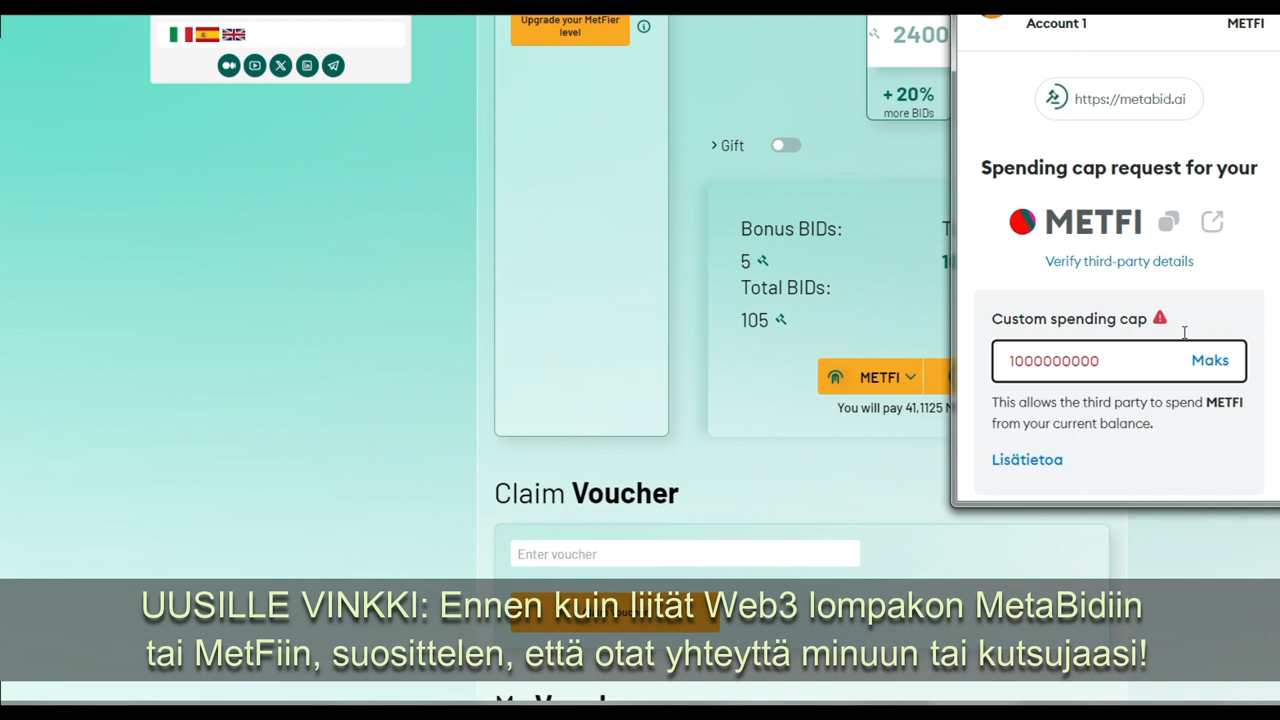 Upgrade your MetFier
level
2400
+ 20%
more BIDs
Gift
Bonus BIDs:
5
Total BIDs:
105
METFI
You will pay 41,1125
Claim Voucher
Enter voucher
Account 1
METFI
https://metabid.ai
Spending cap request for your
METFI
Verify third-party details
Custom spending cap
1000000000
Maks
This allows the third party to spend METFI
from your current balance.
Lisätietoa
UUSILLE VINKKI: Ennen kuin liität Web3 lompakon MetaBidiin
tai MetFiin, suosittelen, että otat yhteyttä minuun tai kutsujaasi!